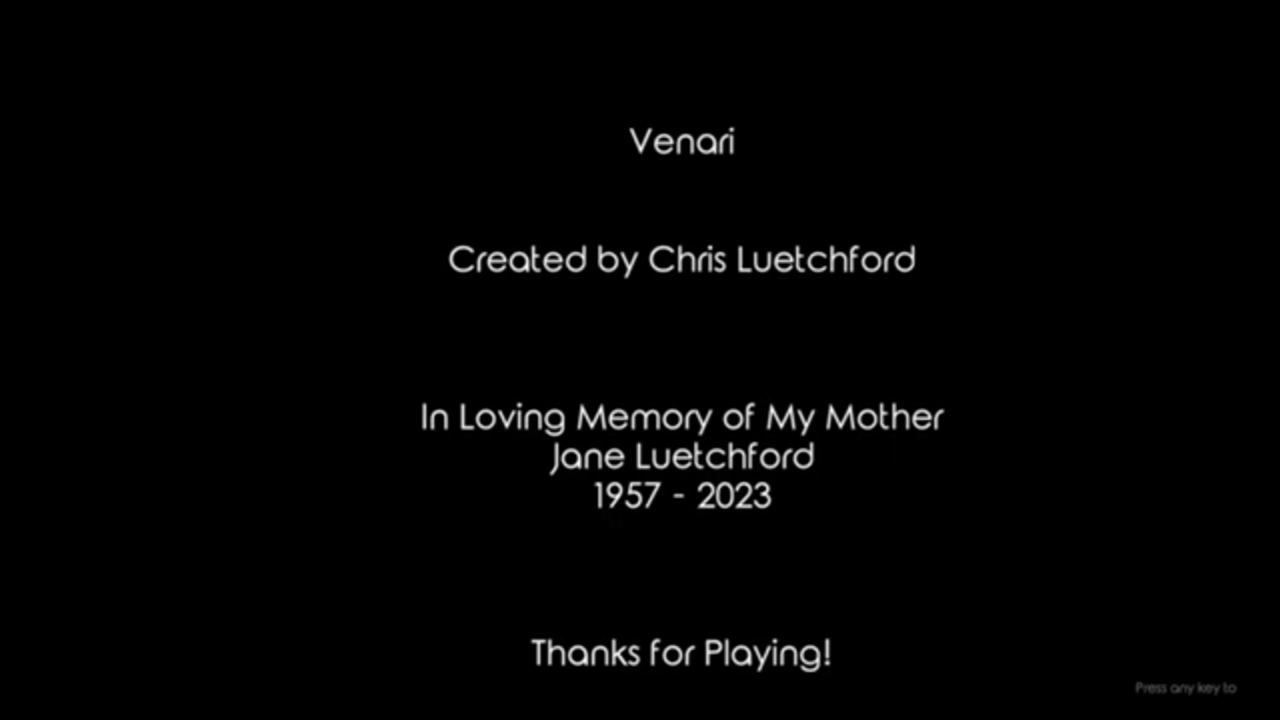 Venari
Created by Chris Luetchford
In Loving Memory of My Mother
Jane Luetchford
1957 - 2023
Thanks for Playing!
Press any key to